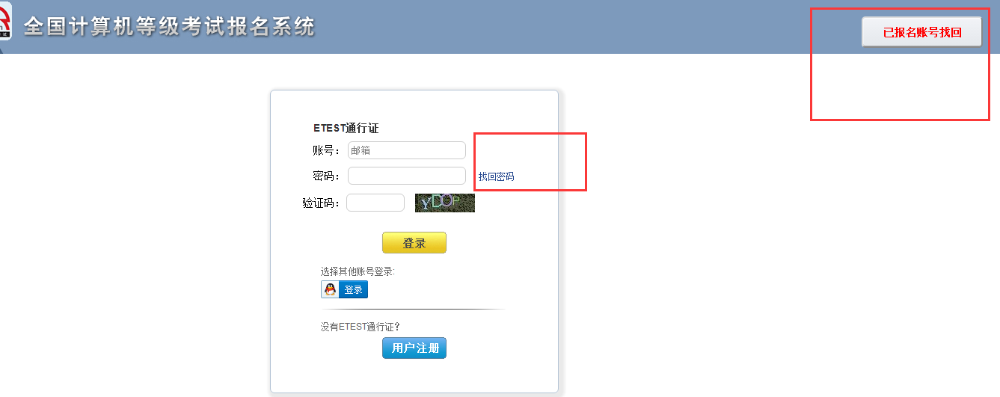 全国计算机等级考试报名系统
已报名账号找回
ETEST通行证
账号： 邮箱
密码： 找回密码
验证码： YDOP
登录
选择其他账号登录:
登录
没有ETEST通行证?
用户注册